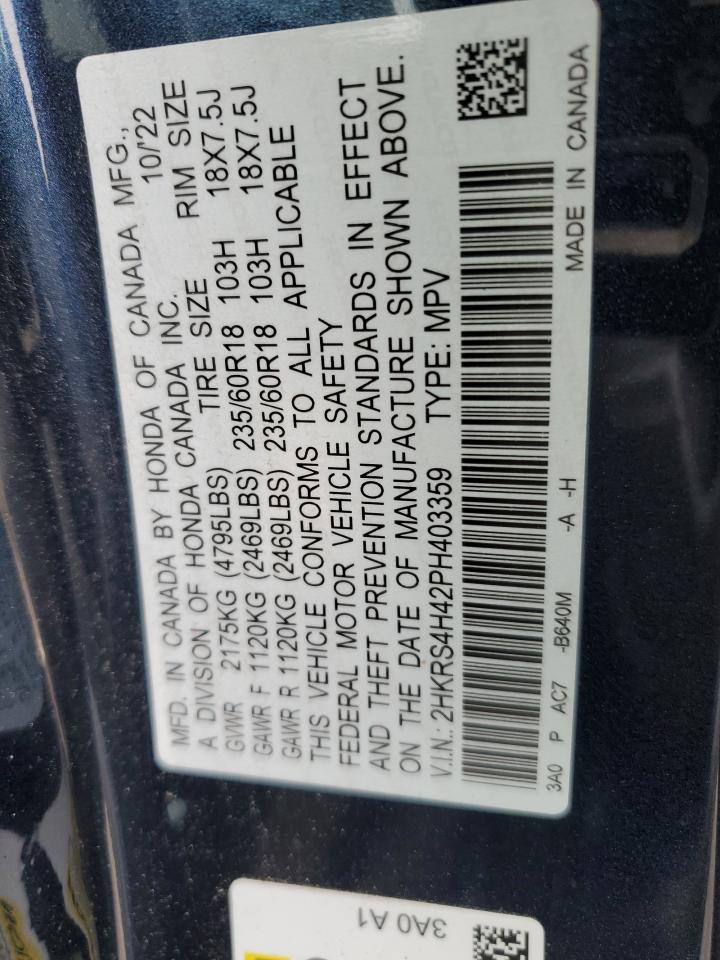 MFD. IN CANADA BY HONDA OF CANADA MFG.,
A DIVISION OF HONDA CANADA INC. 10/'22
GVWR 2175KG (4795LBS) TIRE SIZE RIM SIZE
GAWR F 1120KG (2469LBS) 235/60R18 103H 18X7.5J
GAWR R 1120KG (2469LBS) 235/60R18 103H 18X7.5J
THIS VEHICLE CONFORMS TO ALL APPLICABLE
FEDERAL MOTOR VEHICLE SAFETY
AND THEFT PREVENTION STANDARDS IN EFFECT
ON THE DATE OF MANUFACTURE SHOWN ABOVE.
V.I.N.: 2HKRS4H42PH403359 TYPE: MPV
3A0 P AC7 -B640M -A -H MADE IN CANADA
3A0 A1